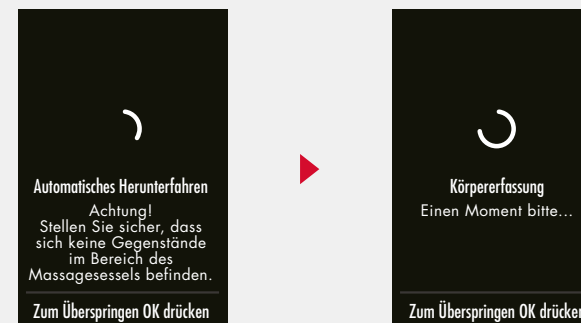 Automatisches Herunterfahren
Achtung!
Stellen Sie sicher, dass
sich keine Gegenstände
im Bereich des
Massagesessels befinden.
Zum Überspringen OK drücken
Körpererfassung
Einen Moment bitte...
Zum Überspringen OK drücken